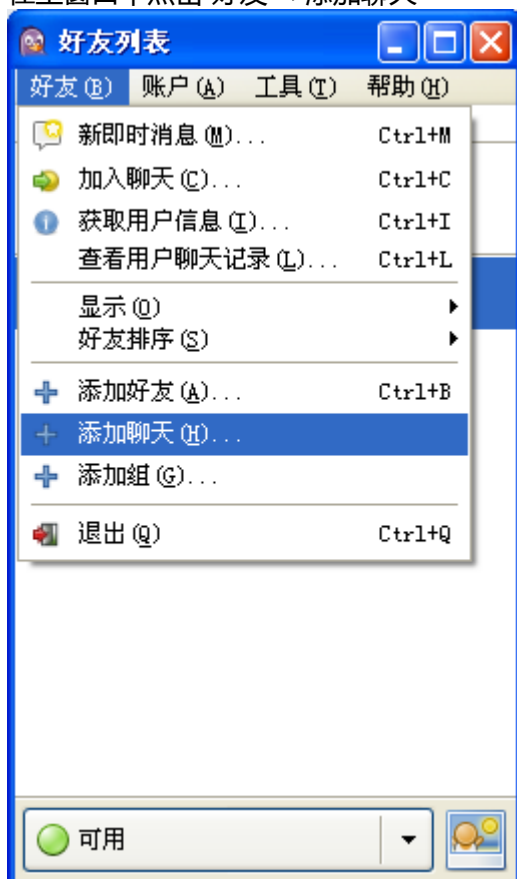 好友列表
好友(B) 账户(A) 工具(T) 帮助(H)
新即时消息(M)... Ctrl+M
加入聊天(C)... Ctrl+C
获取用户信息(I)... Ctrl+I
查看用户聊天记录(L)... Ctrl+L
显示(O)
好友排序(S)
添加好友(A)... Ctrl+B
添加聊天(H)...
添加组(G)...
退出(Q) Ctrl+Q
可用